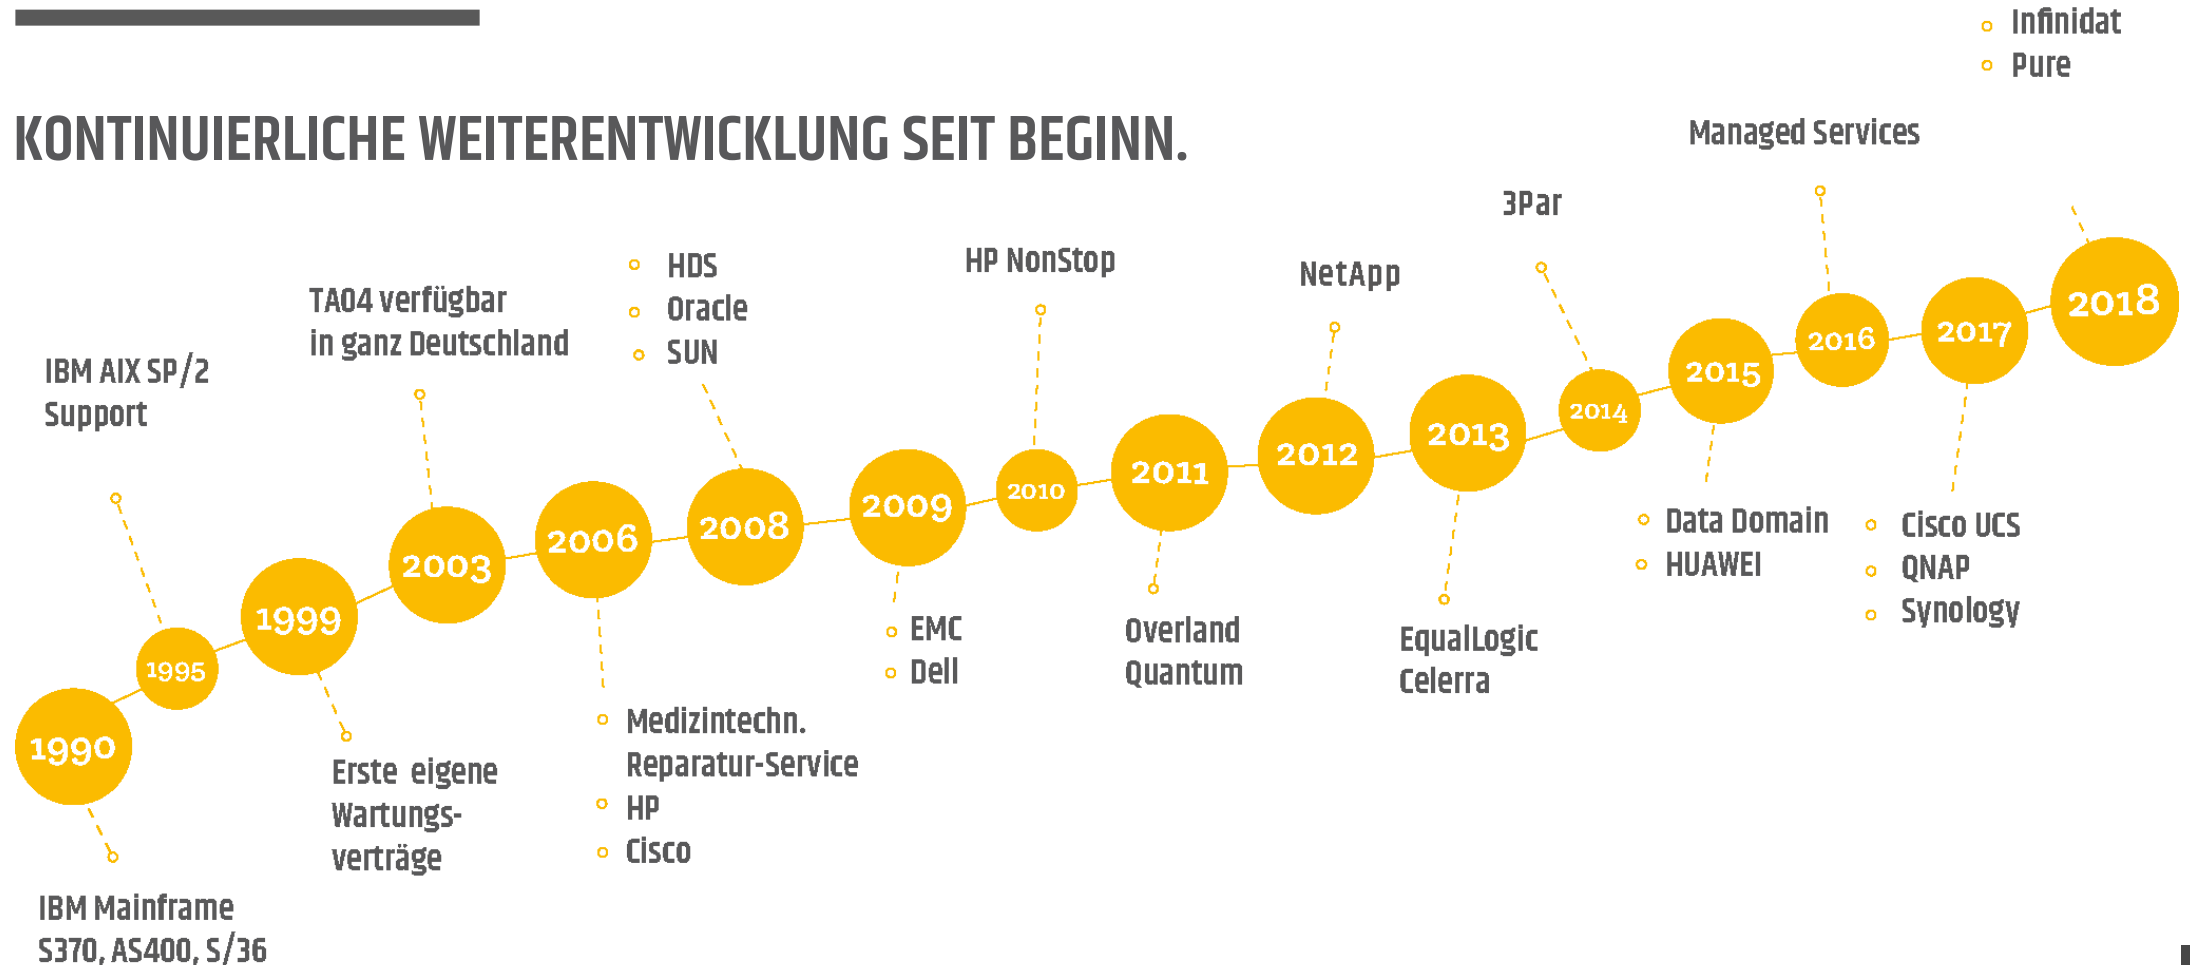 Infinidat
Pure
KONTINUIERLICHE WEITERENTWICKLUNG SEIT BEGINN.
Managed Services
3Par
HP NonStop
NetApp
HDS
Oracle
SUN
TA04 verfügbar
in ganz Deutschland
IBM AIX SP/2
Support
1990
1995
1999
2003
2006
2008
2009
2010
2011
2012
2013
2014
2015
2016
2017
2018
IBM Mainframe
S370, AS400, S/36
Erste eigene
Wartungs-
verträge
Medizintechn.
Reparatur-Service
HP
Cisco
EMC
Dell
Overland
Quantum
EqualLogic
Celerra
Data Domain
HUAWEI
Cisco UCS
QNAP
Synology